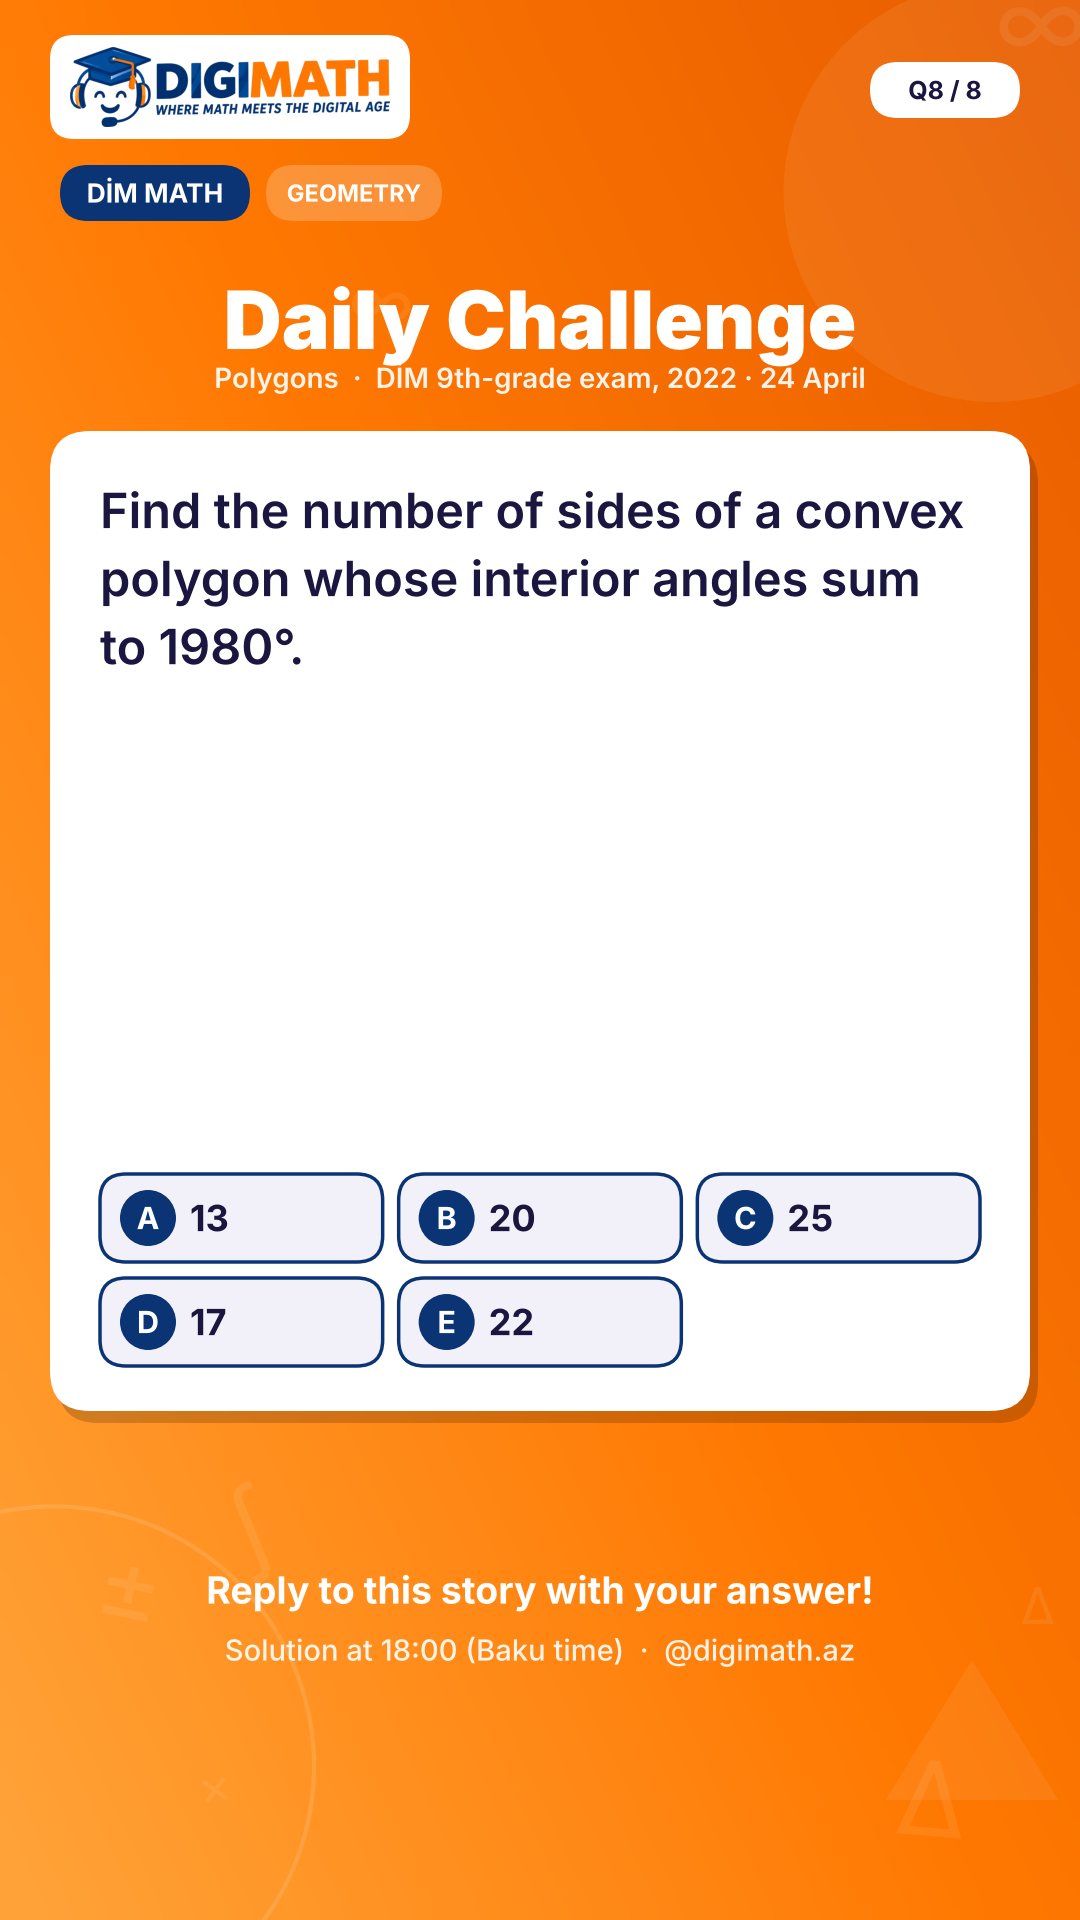 DIGIMATH
WHERE MATH MEETS THE DIGITAL AGE
Q8 / 8
DİM MATH
GEOMETRY
Daily Challenge
Polygons · DİM 9th-grade exam, 2022 · 24 April
Find the number of sides of a convex
polygon whose interior angles sum
to 1980°.
A 13
B 20
C 25
D 17
E 22
Reply to this story with your answer!
Solution at 18:00 (Baku time) · @digimath.az
∞
∫
±
×
Δ
Δ